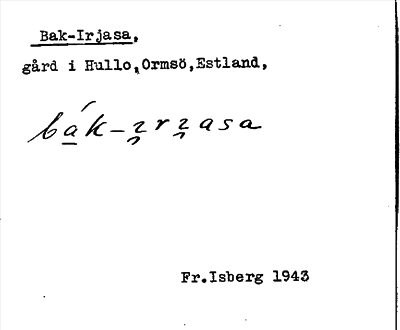 Bak-Irjasa,
gård i Hullo,Ormsö,Estland,
Fr.Isberg 1943